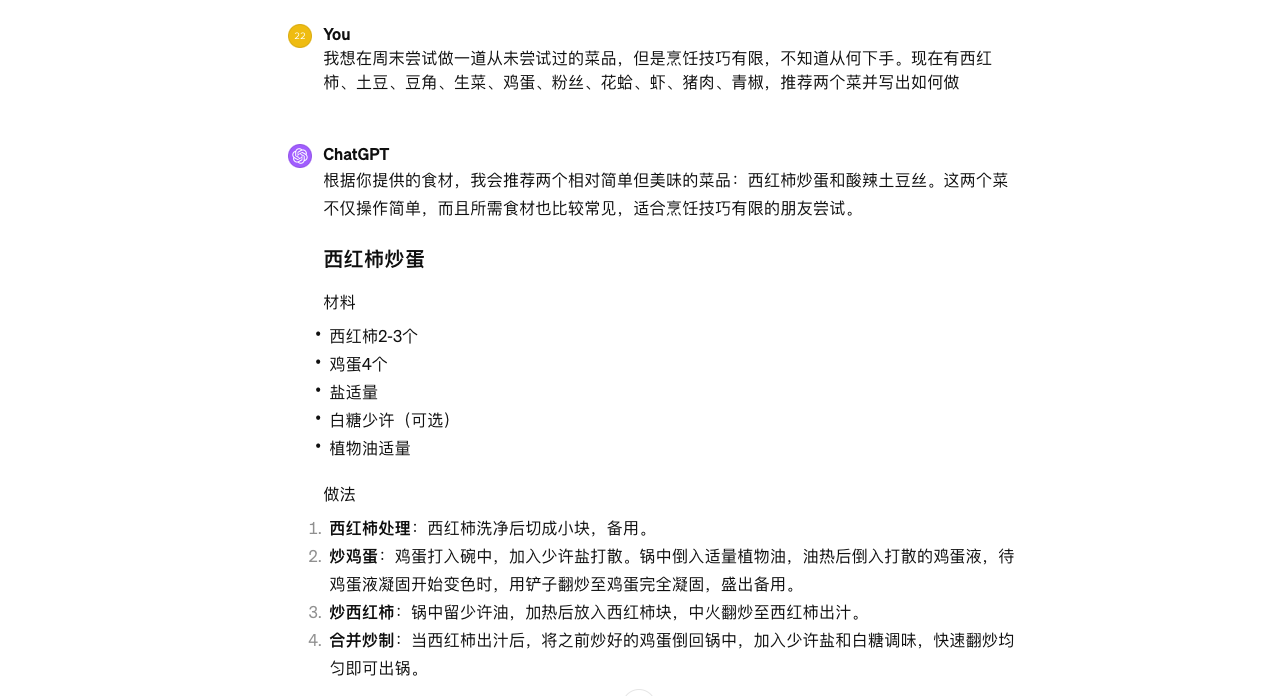 22
You
我想在周末尝试做一道从未尝试过的菜品，但是烹饪技巧有限，不知道从何下手。现在有西红
柿、土豆、豆角、生菜、鸡蛋、粉丝、花蛤、虾、猪肉、青椒，推荐两个菜并写出如何做
ChatGPT
根据你提供的食材，我会推荐两个相对简单但美味的菜品：西红柿炒蛋和酸辣土豆丝。这两个菜
不仅操作简单，而且所需食材也比较常见，适合烹饪技巧有限的朋友尝试。
西红柿炒蛋
材料
• 西红柿2-3个
• 鸡蛋4个
• 盐适量
• 白糖少许（可选）
• 植物油适量
做法
1. 西红柿处理：西红柿洗净后切成小块，备用。
2. 炒鸡蛋：鸡蛋打入碗中，加入少许盐打散。锅中倒入适量植物油，油热后倒入打散的鸡蛋液，待
鸡蛋液凝固开始变色时，用铲子翻炒至鸡蛋完全凝固，盛出备用。
3. 炒西红柿：锅中留少许油，加热后放入西红柿块，中火翻炒至西红柿出汁。
4. 合并炒制：当西红柿出汁后，将之前炒好的鸡蛋倒回锅中，加入少许盐和白糖调味，快速翻炒均
匀即可出锅。